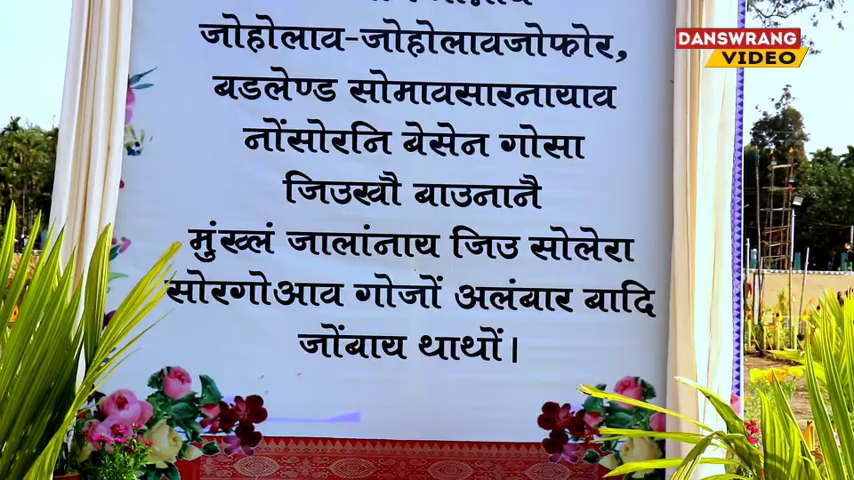 जोहोलाव-जोहोलावजोफोर,
बडलेण्ड सोमावसारनायाव
नोंसोरनि बेसेन गोसा
जिउखौ बाउनानै
मुंख्लं जालांनाय जिउ सोलेरा
सोरगोआव गोजों अलंबार बादि
जोंबाय थाथों।
DANSWRANG
VIDEO